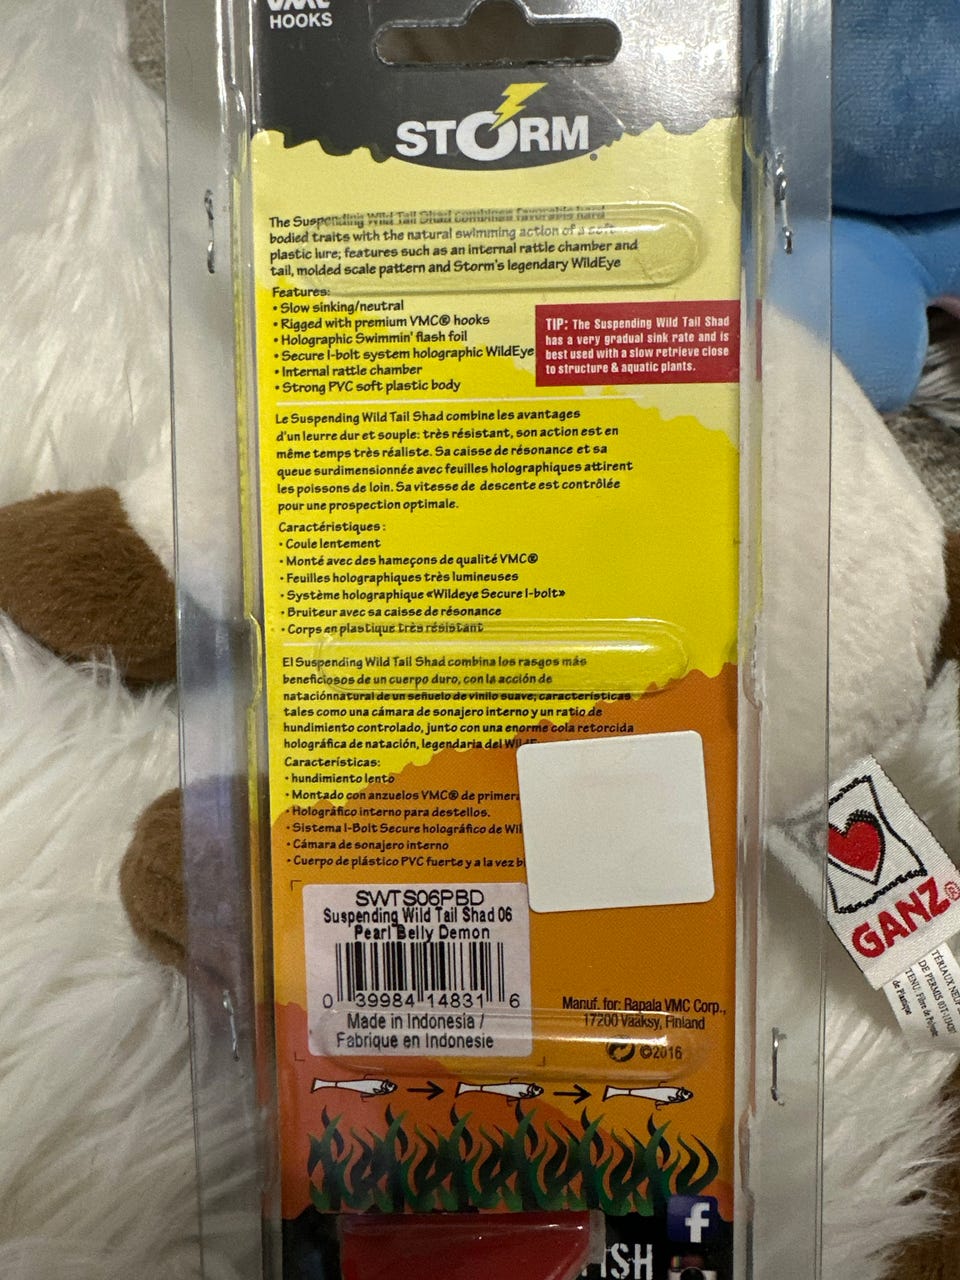 VMC
HOOKS
STORM
The Suspending Wild Tail Shad combines favorable hard
bodied traits with the natural swimming action of a soft
plastic lure; features such as an internal rattle chamber and
tail, molded scale pattern and Storm's legendary WildEye
Features:
• Slow sinking/neutral
• Rigged with premium VMC® hooks
• Holographic Swimmin' flash foil
• Secure I-bolt system holographic WildEye
• Internal rattle chamber
• Strong PVC soft plastic body
TIP: The Suspending Wild Tail Shad
has a very gradual sink rate and is
best used with a slow retrieve close
to structure & aquatic plants.
Le Suspending Wild Tail Shad combine les avantages
d'un leurre dur et souple: très résistant, son action est en
même temps très réaliste. Sa caisse de résonance et sa
queue surdimensionnée avec feuilles holographiques attirent
les poissons de loin. Sa vitesse de descente est contrôlée
pour une prospection optimale.
Caractéristiques :
• Coule lentement
• Monté avec des hameçons de qualité VMC®
• Feuilles holographiques très lumineuses
• Système holographique «Wildeye Secure I-bolt»
• Bruiteur avec sa caisse de résonance
• Corps en plastique très résistant
El Suspending Wild Tail Shad combina los rasgos más
beneficiosos de un cuerpo duro, con la acción de
nataciónnatural de un señuelo de vinilo suave; características
tales como una cámara de sonajero interno y un ratio de
hundimiento controlado, junto con una enorme cola retorcida
holográfica de natación, legendaria del
Características:
• hundimiento lento
• Montado con anzuelos VMC® de primera
• Holográfico interno para destellos.
• Sistema I-Bolt Secure holográfico de Wil
• Cámara de sonajero interno
• Cuerpo de plástico PVC fuerte y a la vez b
SWTS06PBD
Suspending Wild Tail Shad 06
Pearl Belly Demon
0 39984 14831 6
Made in Indonesia /
Fabrique en Indonesie
Manuf. for: Rapala VMC Corp.,
17200 Vääksy, Finland
©2016
f
FISH
GANZ®
TÉRIAUX NEUF
DE PERMIS
TENU: Fibre de Polyester
de Plastique